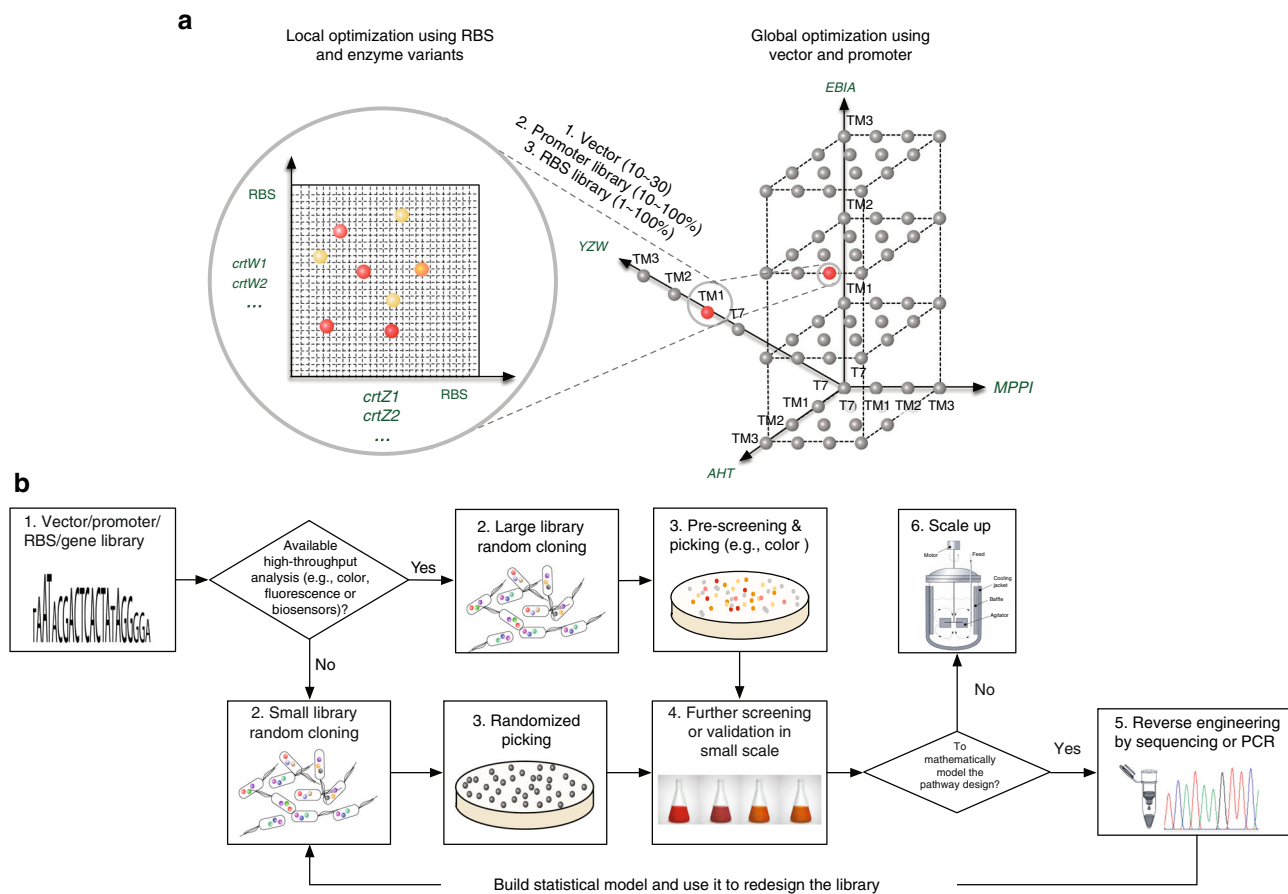 a
Local optimization using RBS
and enzyme variants
Global optimization using
vector and promoter
1. Vector (10~30)
2. Promoter library (10~100%)
3. RBS library (1~100%)
RBS
crtW1
crtW2
...
crtZ1
crtZ2
...
RBS
YZW
TM3
TM2
TM1
T7
EBIA
TM3
TM2
TM1
T7
T7
T7
TM1
TM2
TM3
MPPI
TM1
TM2
TM3
AHT
b
1. Vector/promoter/
RBS/gene library
TAATACGACTCACTATAGGGGA
Available
high-throughput
analysis (e.g., color,
fluorescence or
biosensors)?
Yes
No
2. Large library
random cloning
3. Pre-screening &
picking (e.g., color )
6. Scale up
Motor
Feed
Cooling
jacket
Baffle
Agitator
2. Small library
random cloning
3. Randomized
picking
4. Further screening
or validation in
small scale
No
To
mathematically
model the
pathway design?
Yes
5. Reverse engineering
by sequencing or PCR
Build statistical model and use it to redesign the library